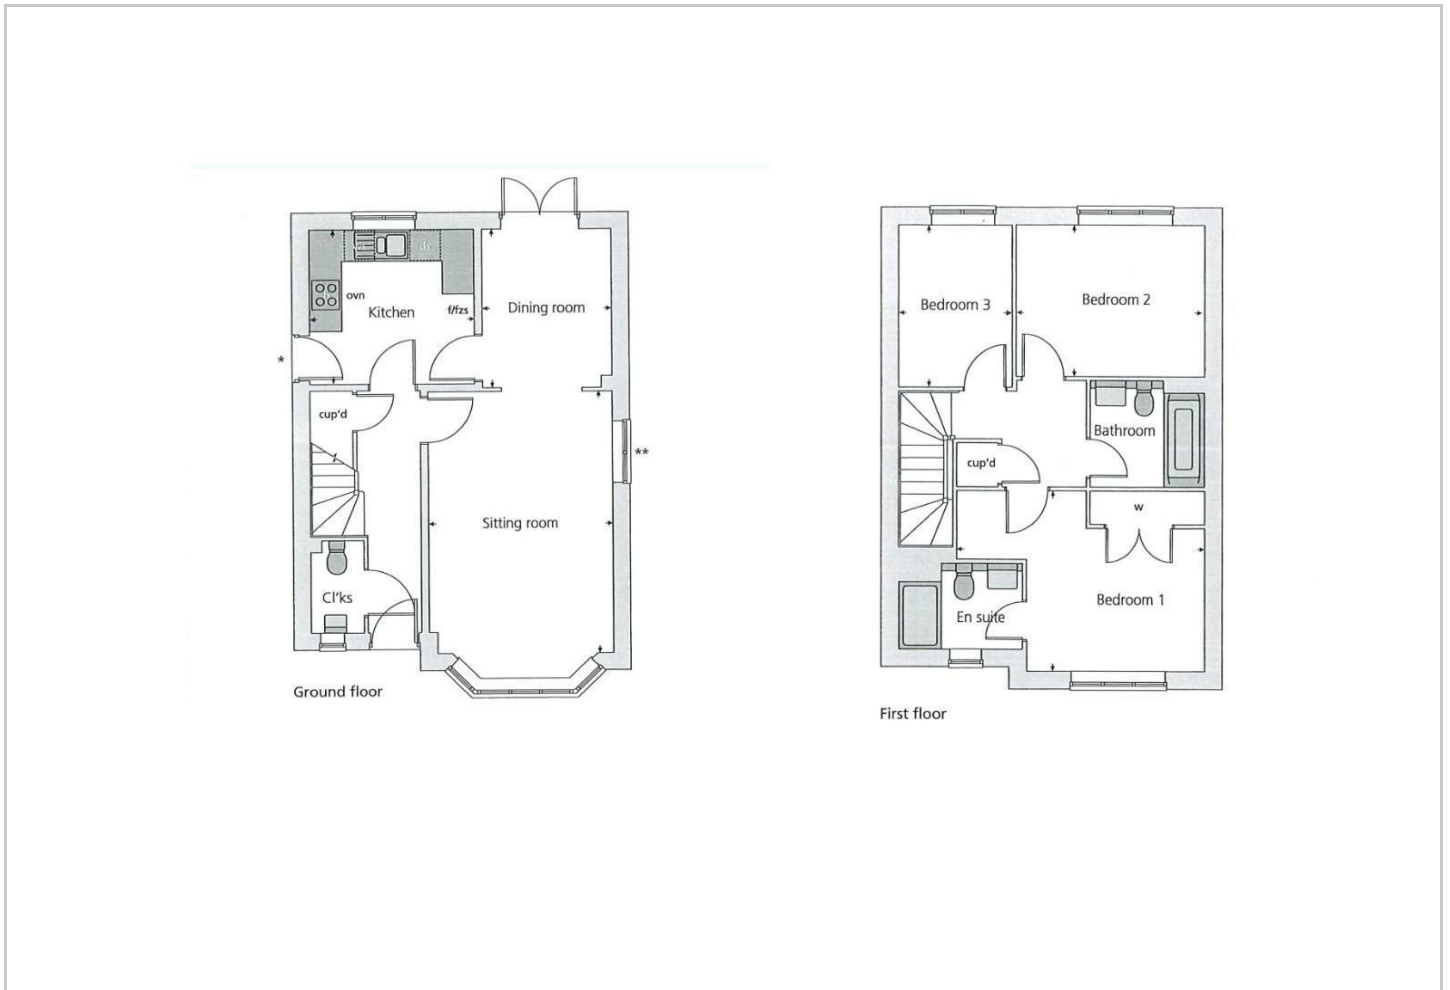 ds
ovn
Kitchen
f/fzs
Dining room
*
cup'd
**
Sitting room
Cl'ks
Ground floor
Bedroom 3
Bedroom 2
Bathroom
cup'd
w
Bedroom 1
En suite
First floor